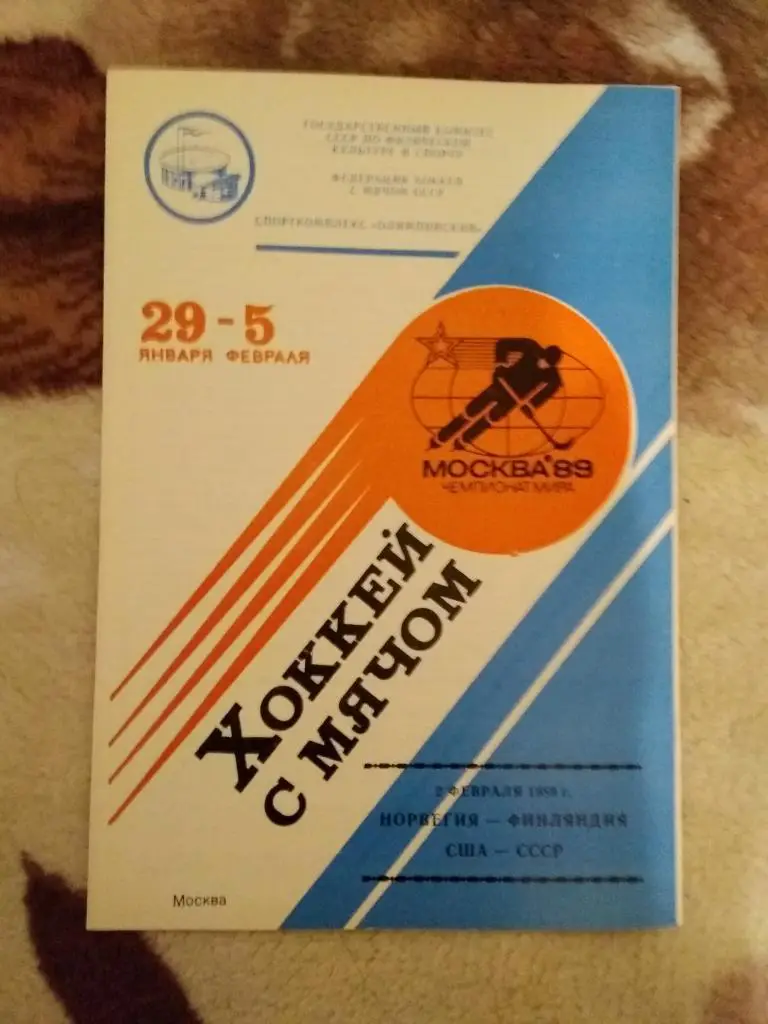 ГОСУДАРСТВЕННЫЙ КОМИТЕТ
СССР ПО ФИЗИЧЕСКОЙ
КУЛЬТУРЕ И СПОРТУ
ФЕДЕРАЦИЯ ХОККЕЯ
С МЯЧОМ СССР
СПОРТКОМПЛЕКС «ОЛИМПИЙСКИЙ»
29 - 5
ЯНВАРЯ ФЕВРАЛЯ
МОСКВА'89
ЧЕМПИОНАТ МИРА
ХОККЕЙ
С МЯЧОМ
2 ФЕВРАЛЯ 1989 г.
НОРВЕГИЯ — ФИНЛЯНДИЯ
США — СССР
Москва